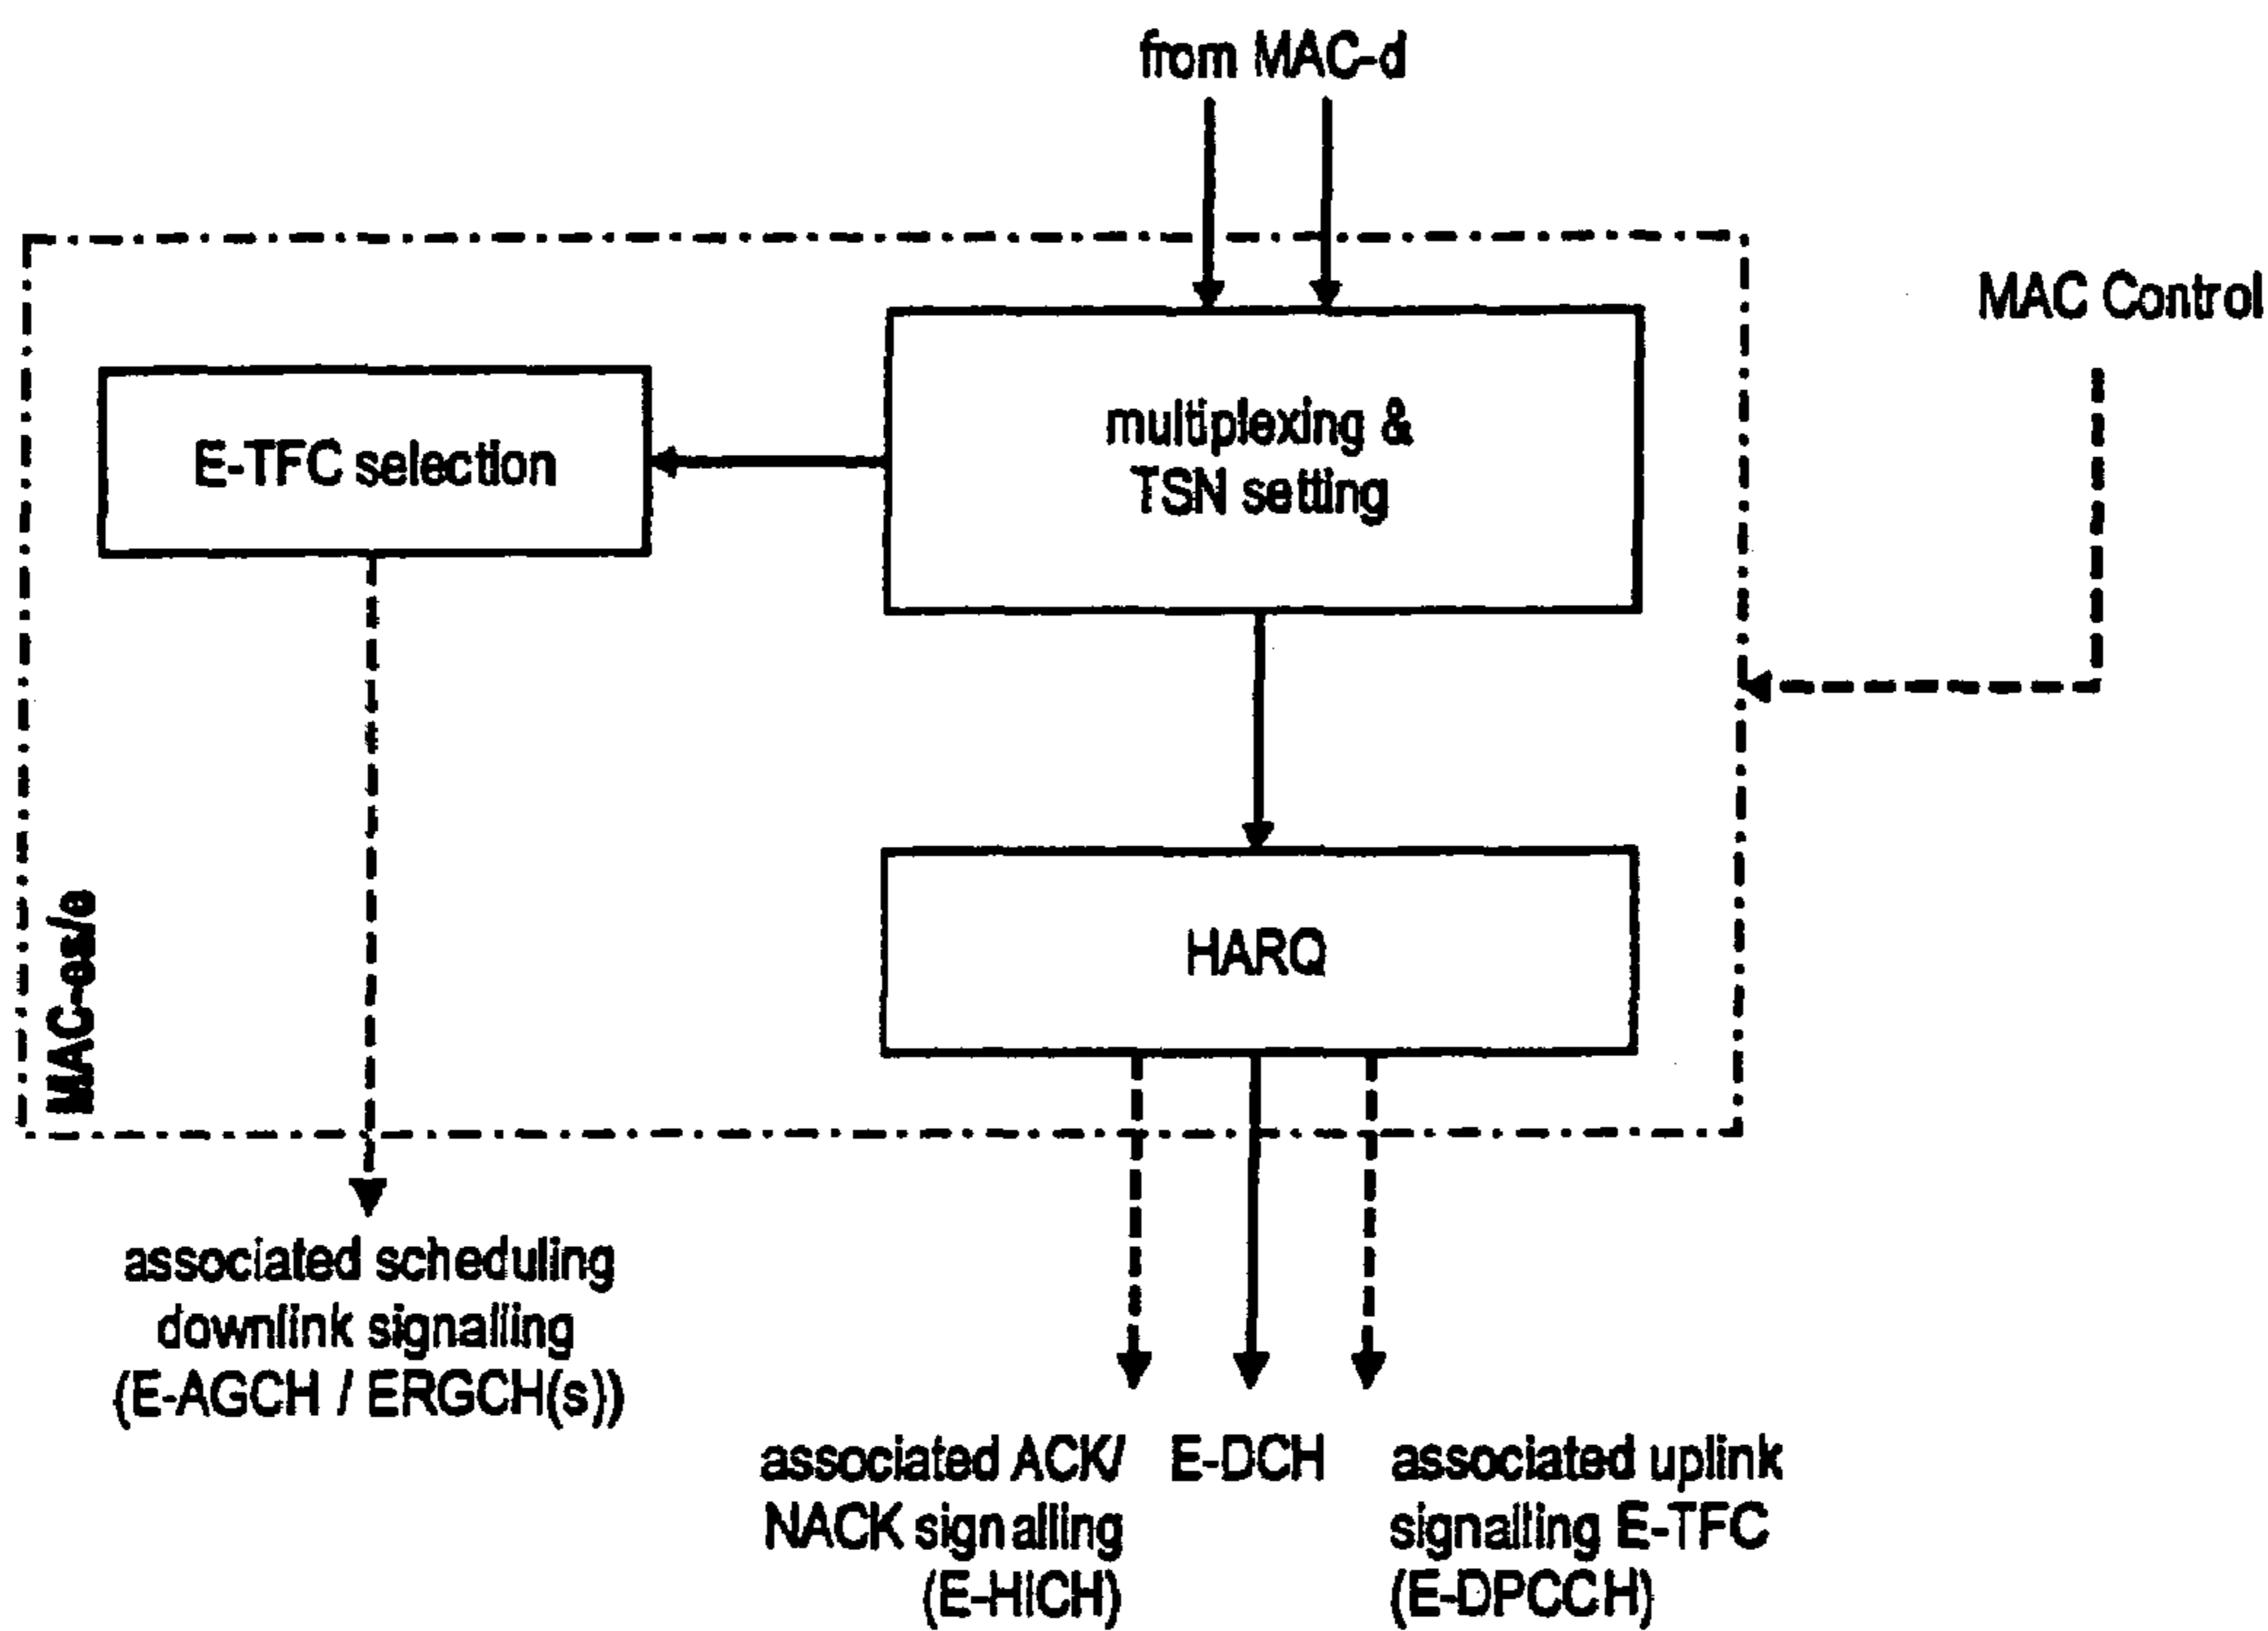 from MAC-d
MAC Control
multiplexing &
TSN setting
E-TFC selection
HARQ
MAC-es/e
associated scheduling
downlink signalling
(E-AGCH / ERGCH(s))
associated ACK/
NACK signalling
(E-HICH)
E-DCH
associated uplink
signalling E-TFC
(E-DPCCH)